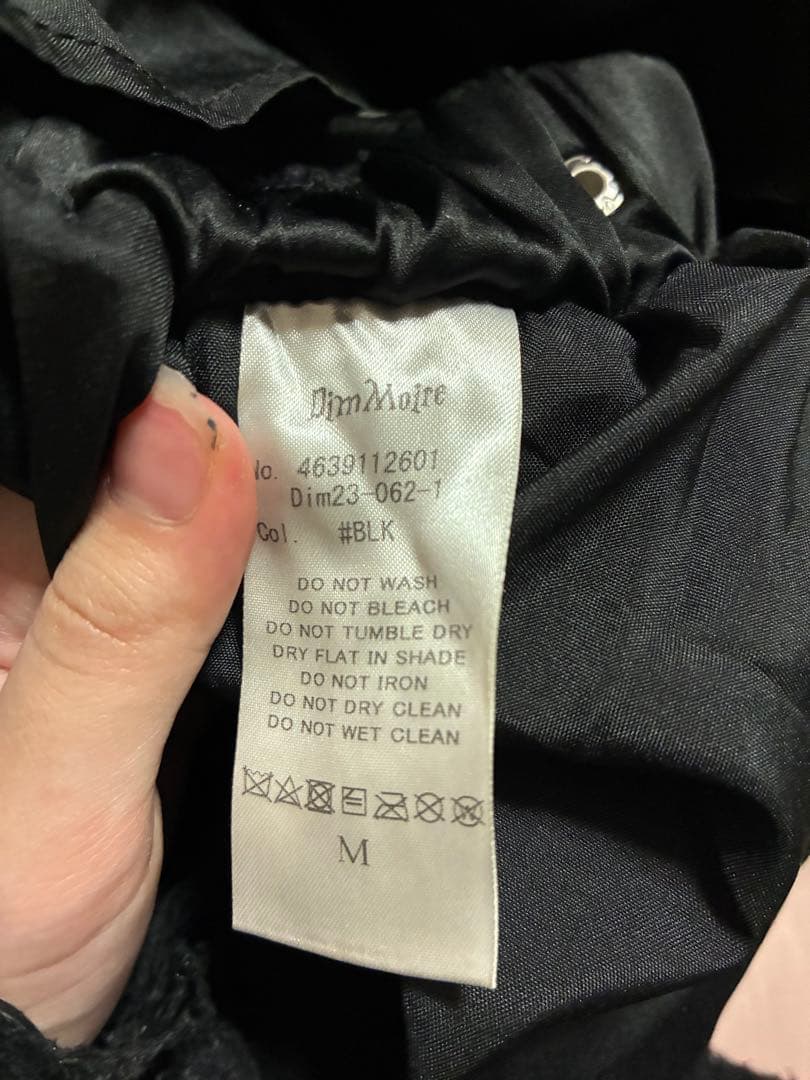 DimMoire
No. 4639112601
Dim23-062-1
Col. #BLK
DO NOT WASH
DO NOT BLEACH
DO NOT TUMBLE DRY
DRY FLAT IN SHADE
DO NOT IRON
DO NOT DRY CLEAN
DO NOT WET CLEAN
M